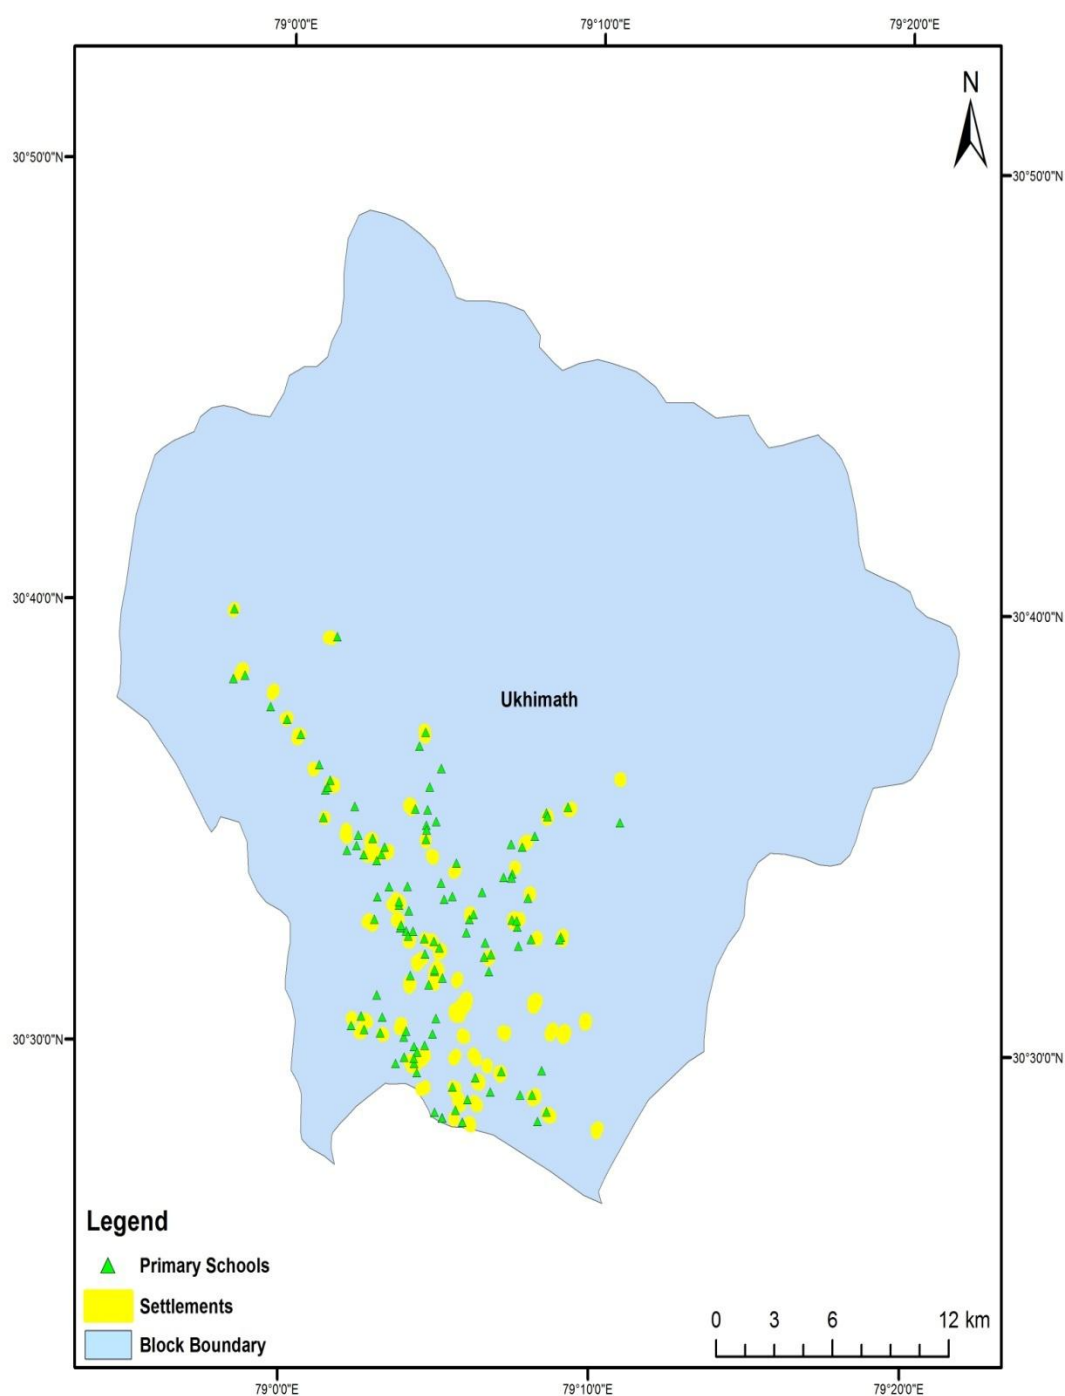 79°0'0"E 79°10'0"E 79°20'0"E
N
30°50'0"N 30°50'0"N
30°40'0"N 30°40'0"N
Ukhimath
30°30'0"N 30°30'0"N
Legend
Primary Schools
Settlements
Block Boundary
0 3 6 12 km
79°0'0"E 79°10'0"E 79°20'0"E